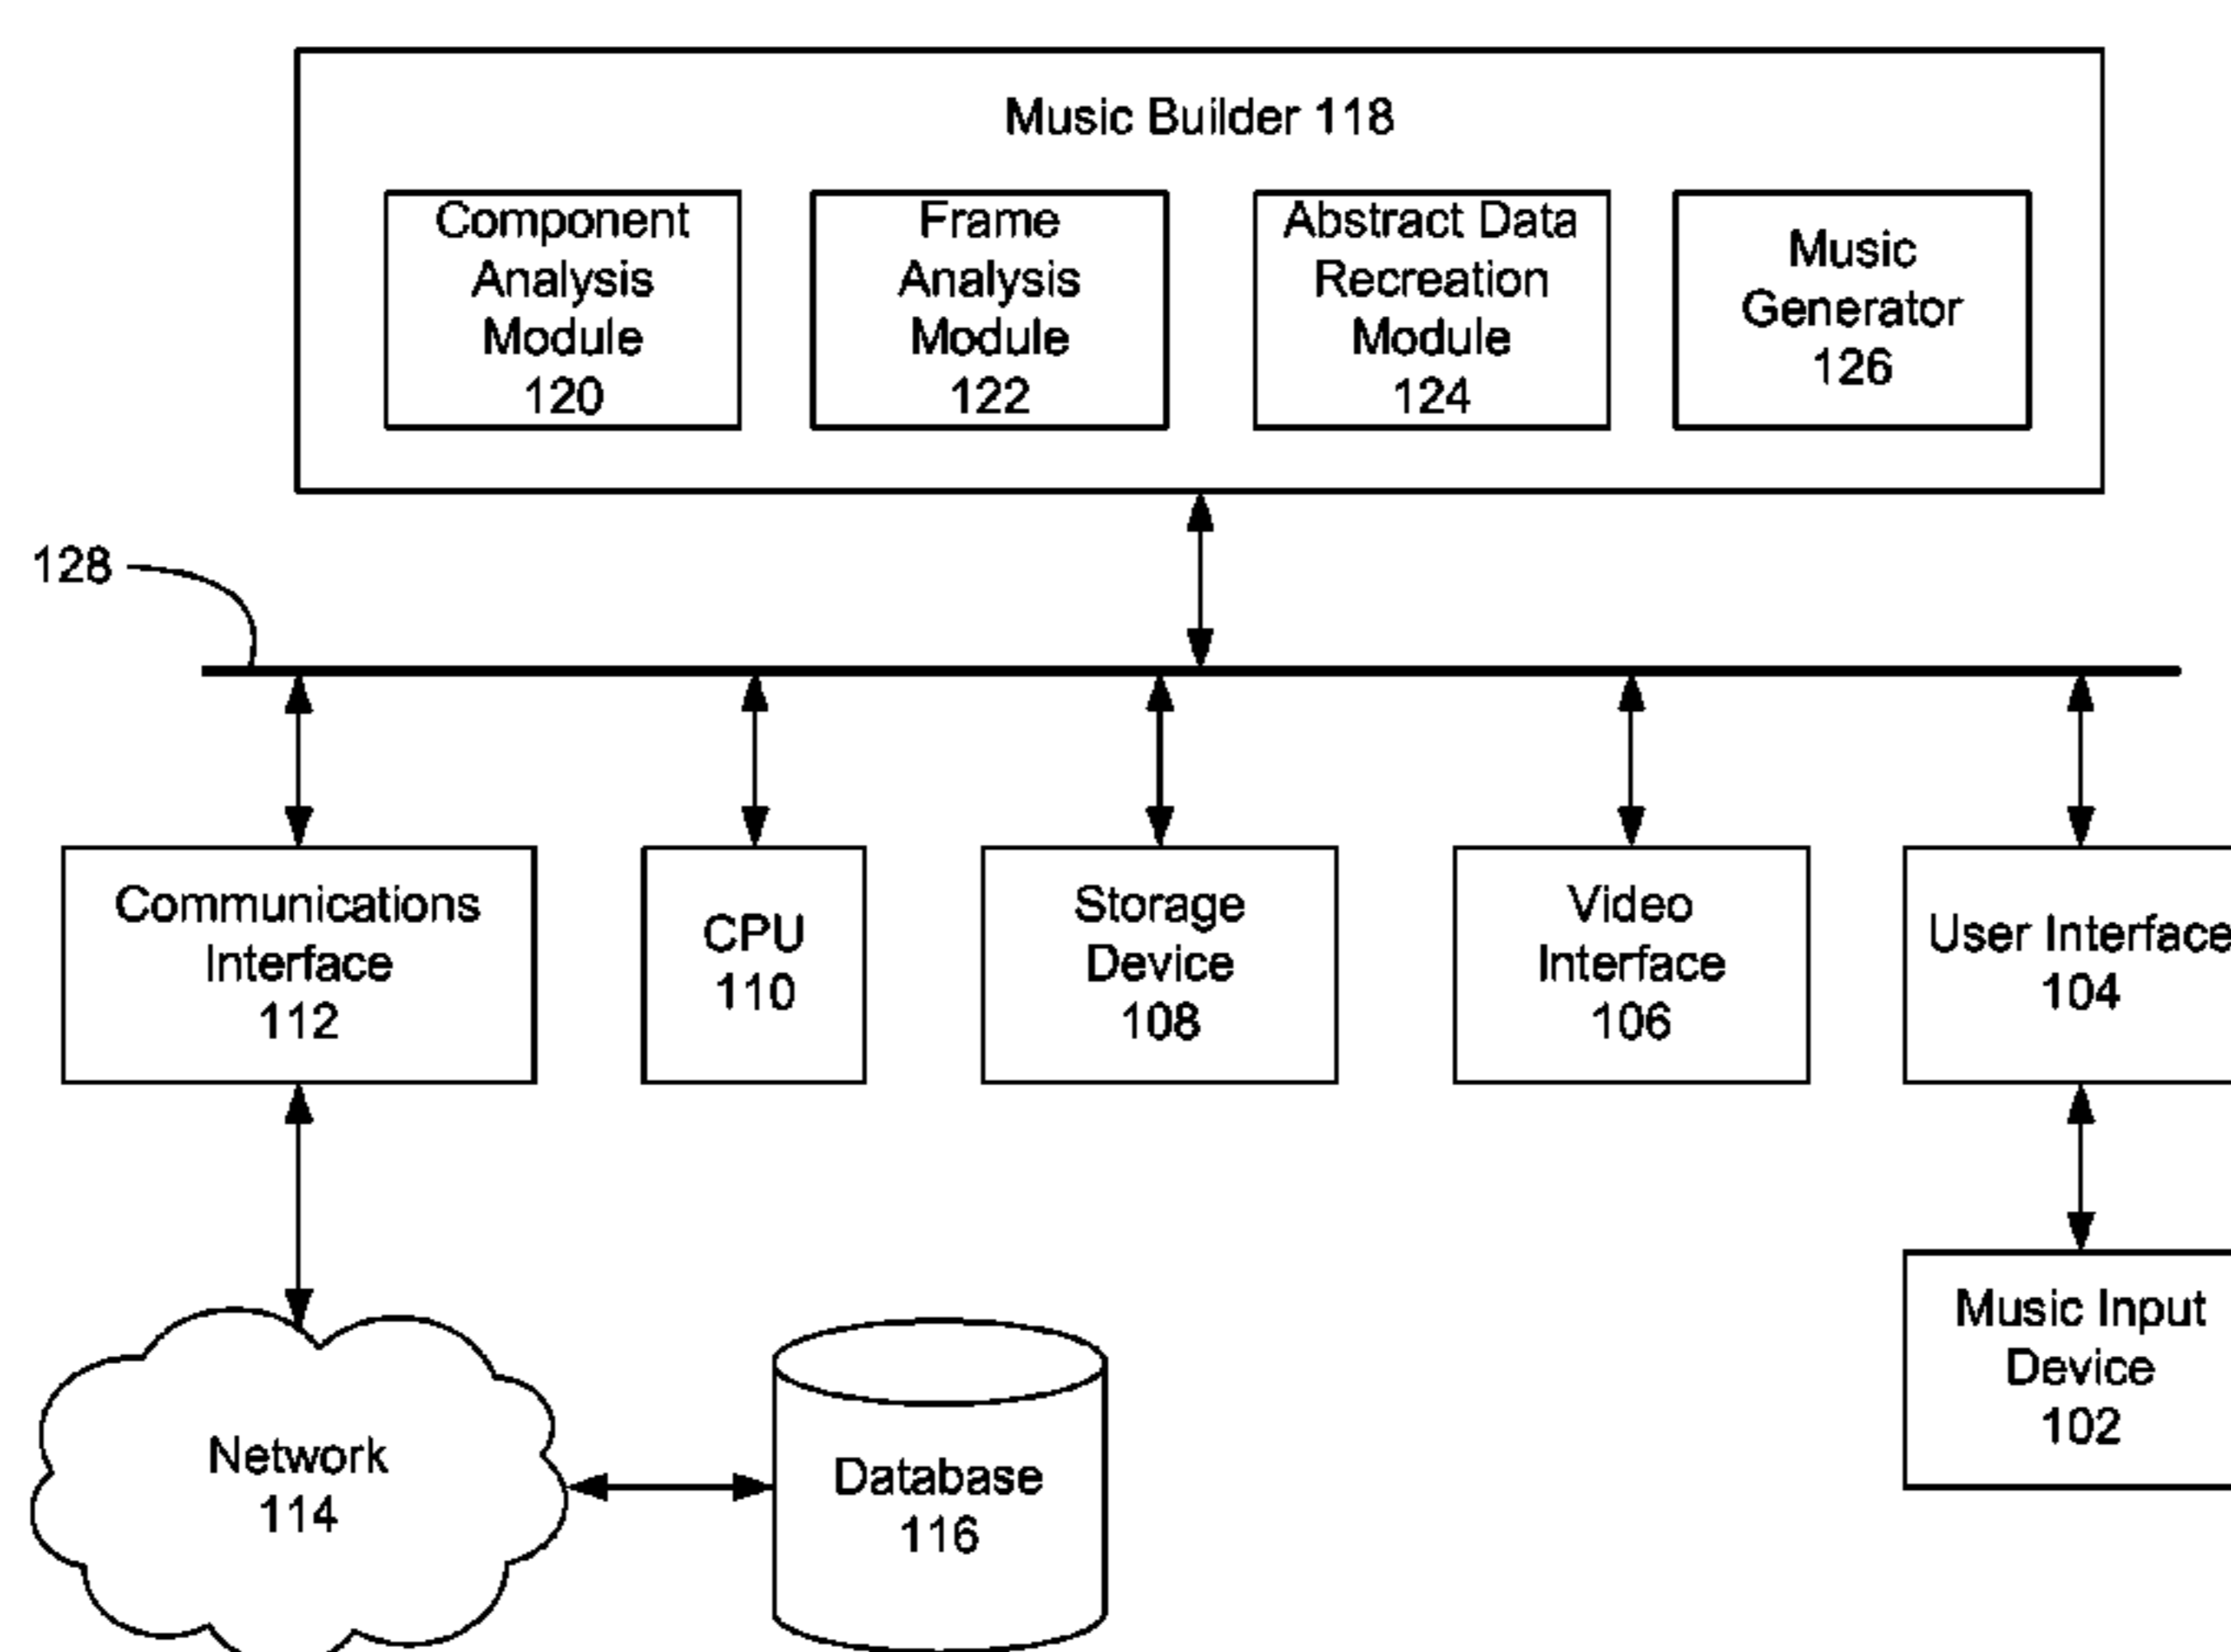 Music Builder 118
Component
Analysis
Module
120
Frame
Analysis
Module
122
Abstract Data
Recreation
Module
124
Music
Generator
126
128
Communications
Interface
112
CPU
110
Storage
Device
108
Video
Interface
106
User Interface
104
Network
114
Database
116
Music Input
Device
102